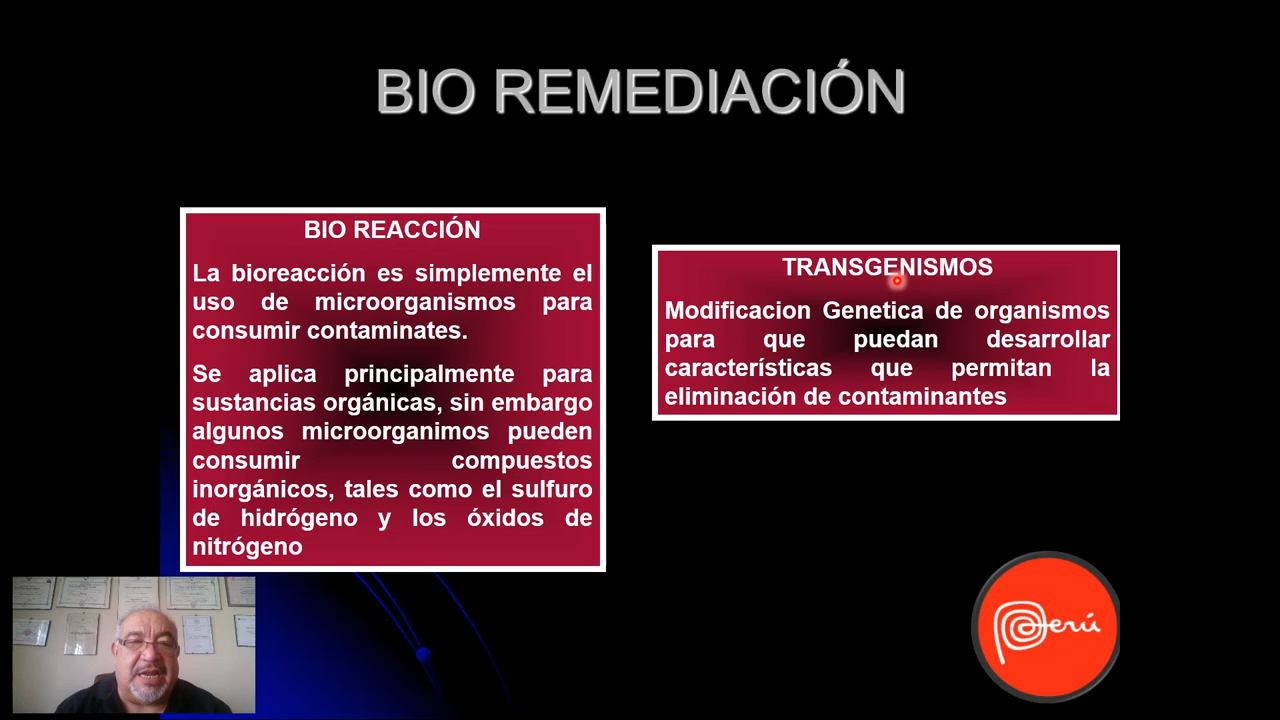 BIO REMEDIACIÓN
BIO REACCIÓN
La bioreacción es simplemente el
uso de microorganismos para
consumir contaminates.
Se aplica principalmente para
sustancias orgánicas, sin embargo
algunos microorganimos pueden
consumir compuestos
inorgánicos, tales como el sulfuro
de hidrógeno y los óxidos de
nitrógeno
TRANSGENISMOS
Modificacion Genetica de organismos
para que puedan desarrollar
características que permitan la
eliminación de contaminantes
Perú